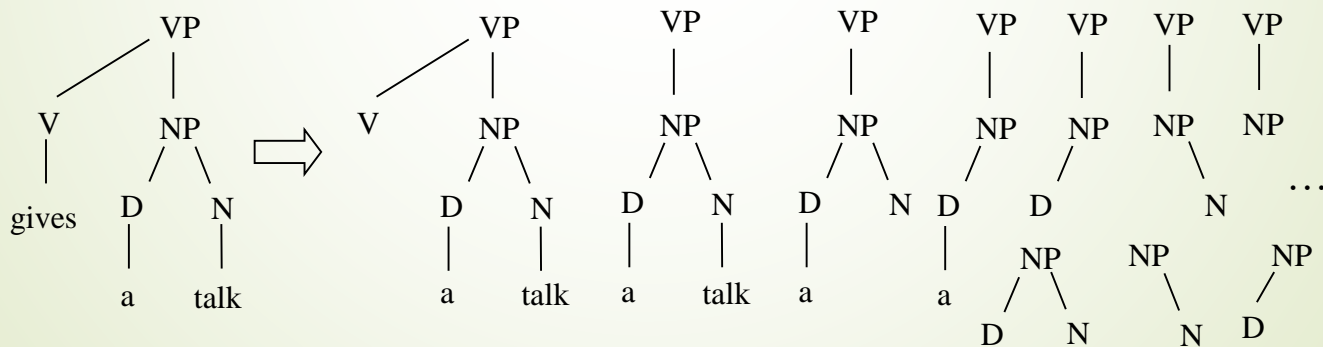 VP VP VP VP VP VP VP VP
V NP V NP NP NP NP NP NP NP
gives D N D N D N D N D D N …
a talk a talk a talk a a NP NP NP
D N N D